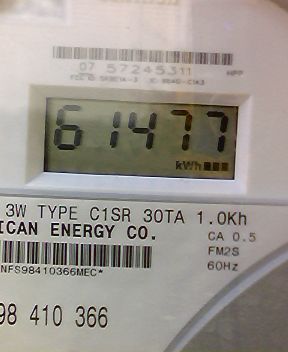 07 57245311
61477
kWh
3W TYPE C1SR 30TA 1.0Kh
ICAN ENERGY CO.
CA 0.5
FM2S
60Hz
NFS98410366MEC*
98 410 366